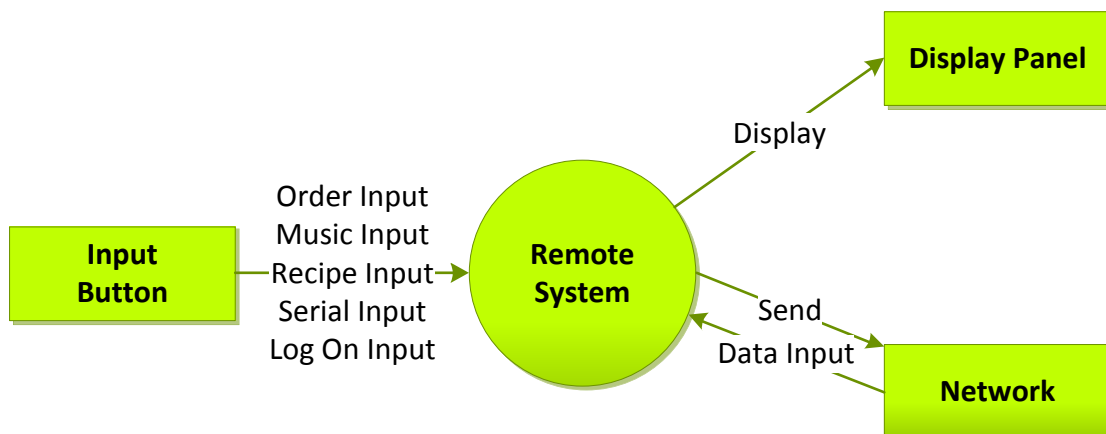 Display Panel
Display
Order Input
Music Input
Recipe Input
Serial Input
Log On Input
Input
Button
Remote
System
Send
Data Input
Network